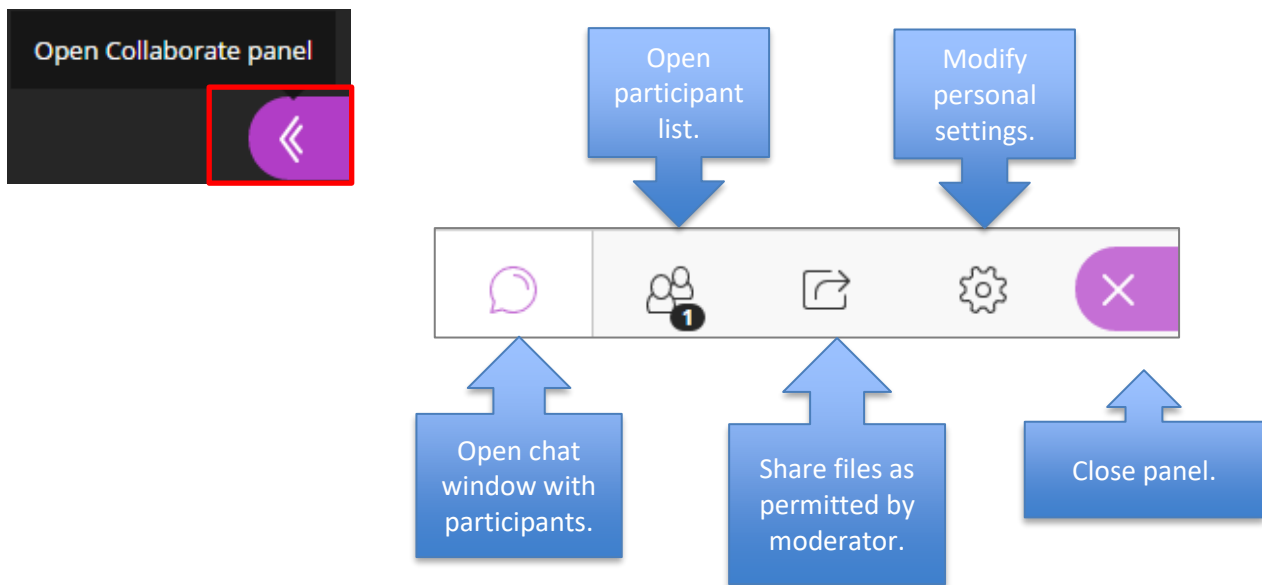 Open Collaborate panel
Open
participant
list.
Modify
personal
settings.
1
Open chat
window with
participants.
Share files as
permitted by
moderator.
Close panel.